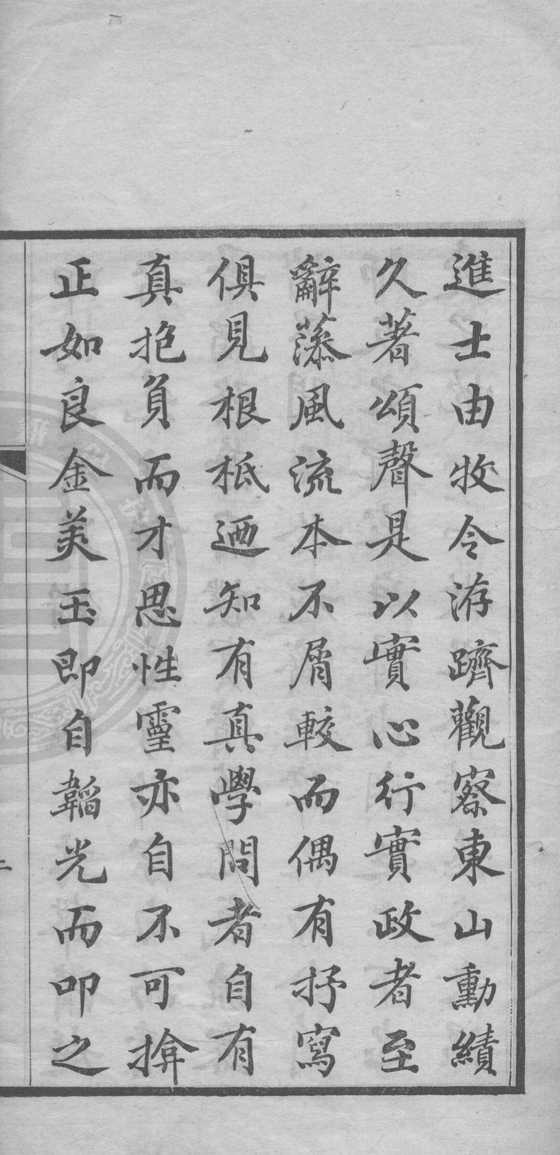 進士由牧令洊躋觀察東山勳績
久著頌聲是以實心行實政者至
辭藻風流本不屑較而偶有抒寫
俱見根柢迺知有真學問者自有
真抱負而才思性靈亦自不可揜
正如良金美玉即自韜光而叩之